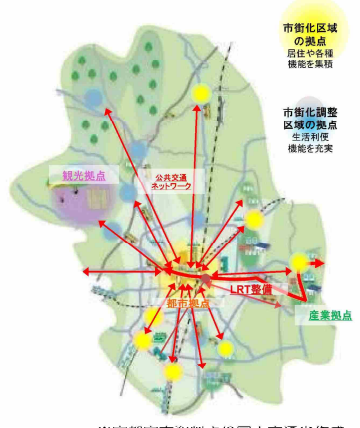 市街化区域
の拠点
居住や各種
機能を集積
市街化調整
区域の拠点
生活利便
機能を充実
観光拠点
公共交通
ネットワーク
LRT整備
都市拠点
産業拠点